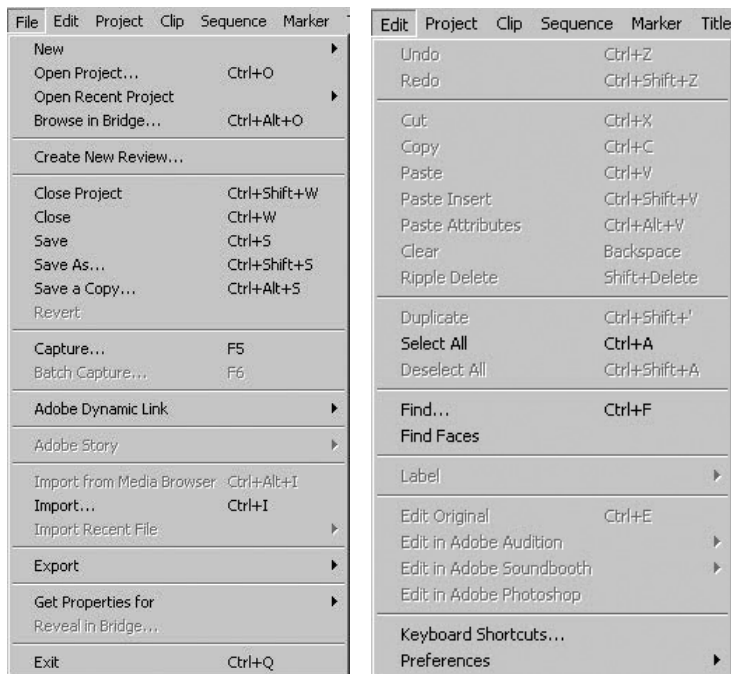 File Edit Project Clip Sequence Marker
New
Open Project... Ctrl+O
Open Recent Project
Browse in Bridge... Ctrl+Alt+O
Create New Review...
Close Project Ctrl+Shift+W
Close Ctrl+W
Save Ctrl+S
Save As... Ctrl+Shift+S
Save a Copy... Ctrl+Alt+S
Revert
Capture... F5
Batch Capture... F6
Adobe Dynamic Link
Adobe Story
Import from Media Browser Ctrl+Alt+I
Import... Ctrl+I
Import Recent File
Export
Get Properties for
Reveal in Bridge...
Exit Ctrl+Q
Edit Project Clip Sequence Marker Title
Undo Ctrl+Z
Redo Ctrl+Shift+Z
Cut Ctrl+X
Copy Ctrl+C
Paste Ctrl+V
Paste Insert Ctrl+Shift+V
Paste Attributes Ctrl+Alt+V
Clear Backspace
Ripple Delete Shift+Delete
Duplicate Ctrl+Shift+'
Select All Ctrl+A
Deselect All Ctrl+Shift+A
Find... Ctrl+F
Find Faces
Label
Edit Original Ctrl+E
Edit in Adobe Audition
Edit in Adobe Soundbooth
Edit in Adobe Photoshop
Keyboard Shortcuts...
Preferences